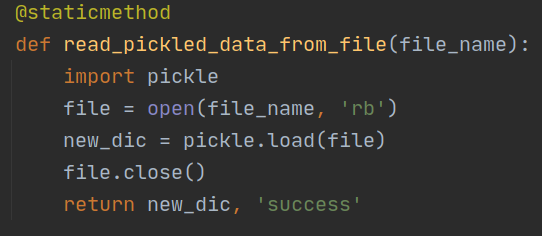 @staticmethod
def read_pickled_data_from_file(file_name):
    import pickle
    file = open(file_name, 'rb')
    new_dic = pickle.load(file)
    file.close()
    return new_dic, 'success'